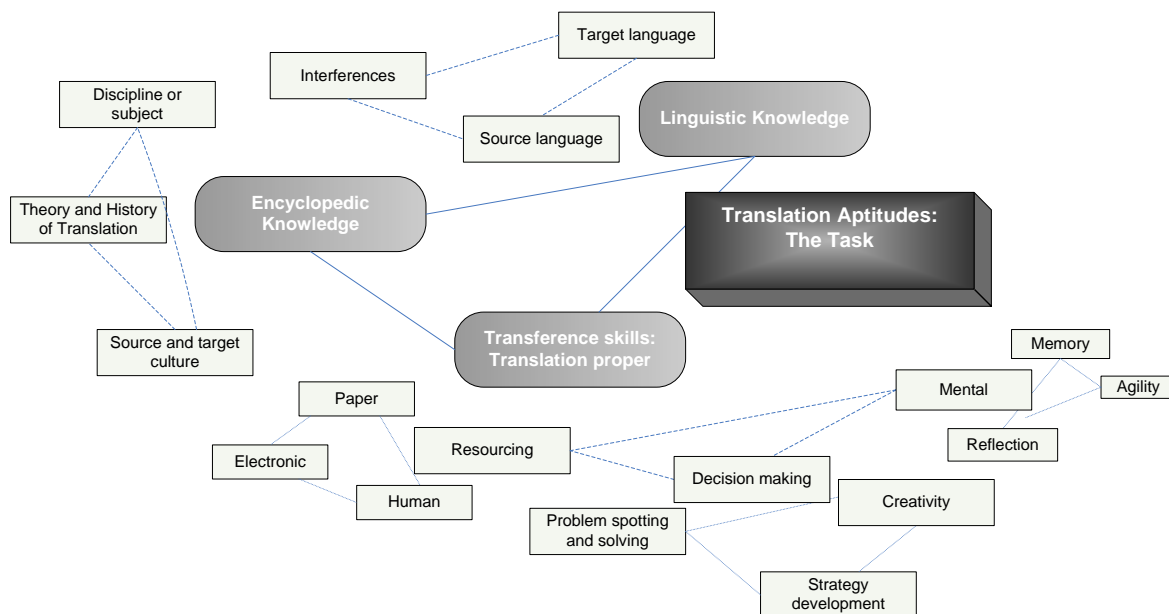 Target language
Interferences
Discipline or
subject
Linguistic Knowledge
Source language
Encyclopedic
Knowledge
Theory and History
of Translation
Translation Aptitudes:
The Task
Transference skills:
Translation proper
Source and target
culture
Memory
Mental
Agility
Paper
Resourcing
Reflection
Electronic
Decision making
Human
Creativity
Problem spotting
and solving
Strategy
development